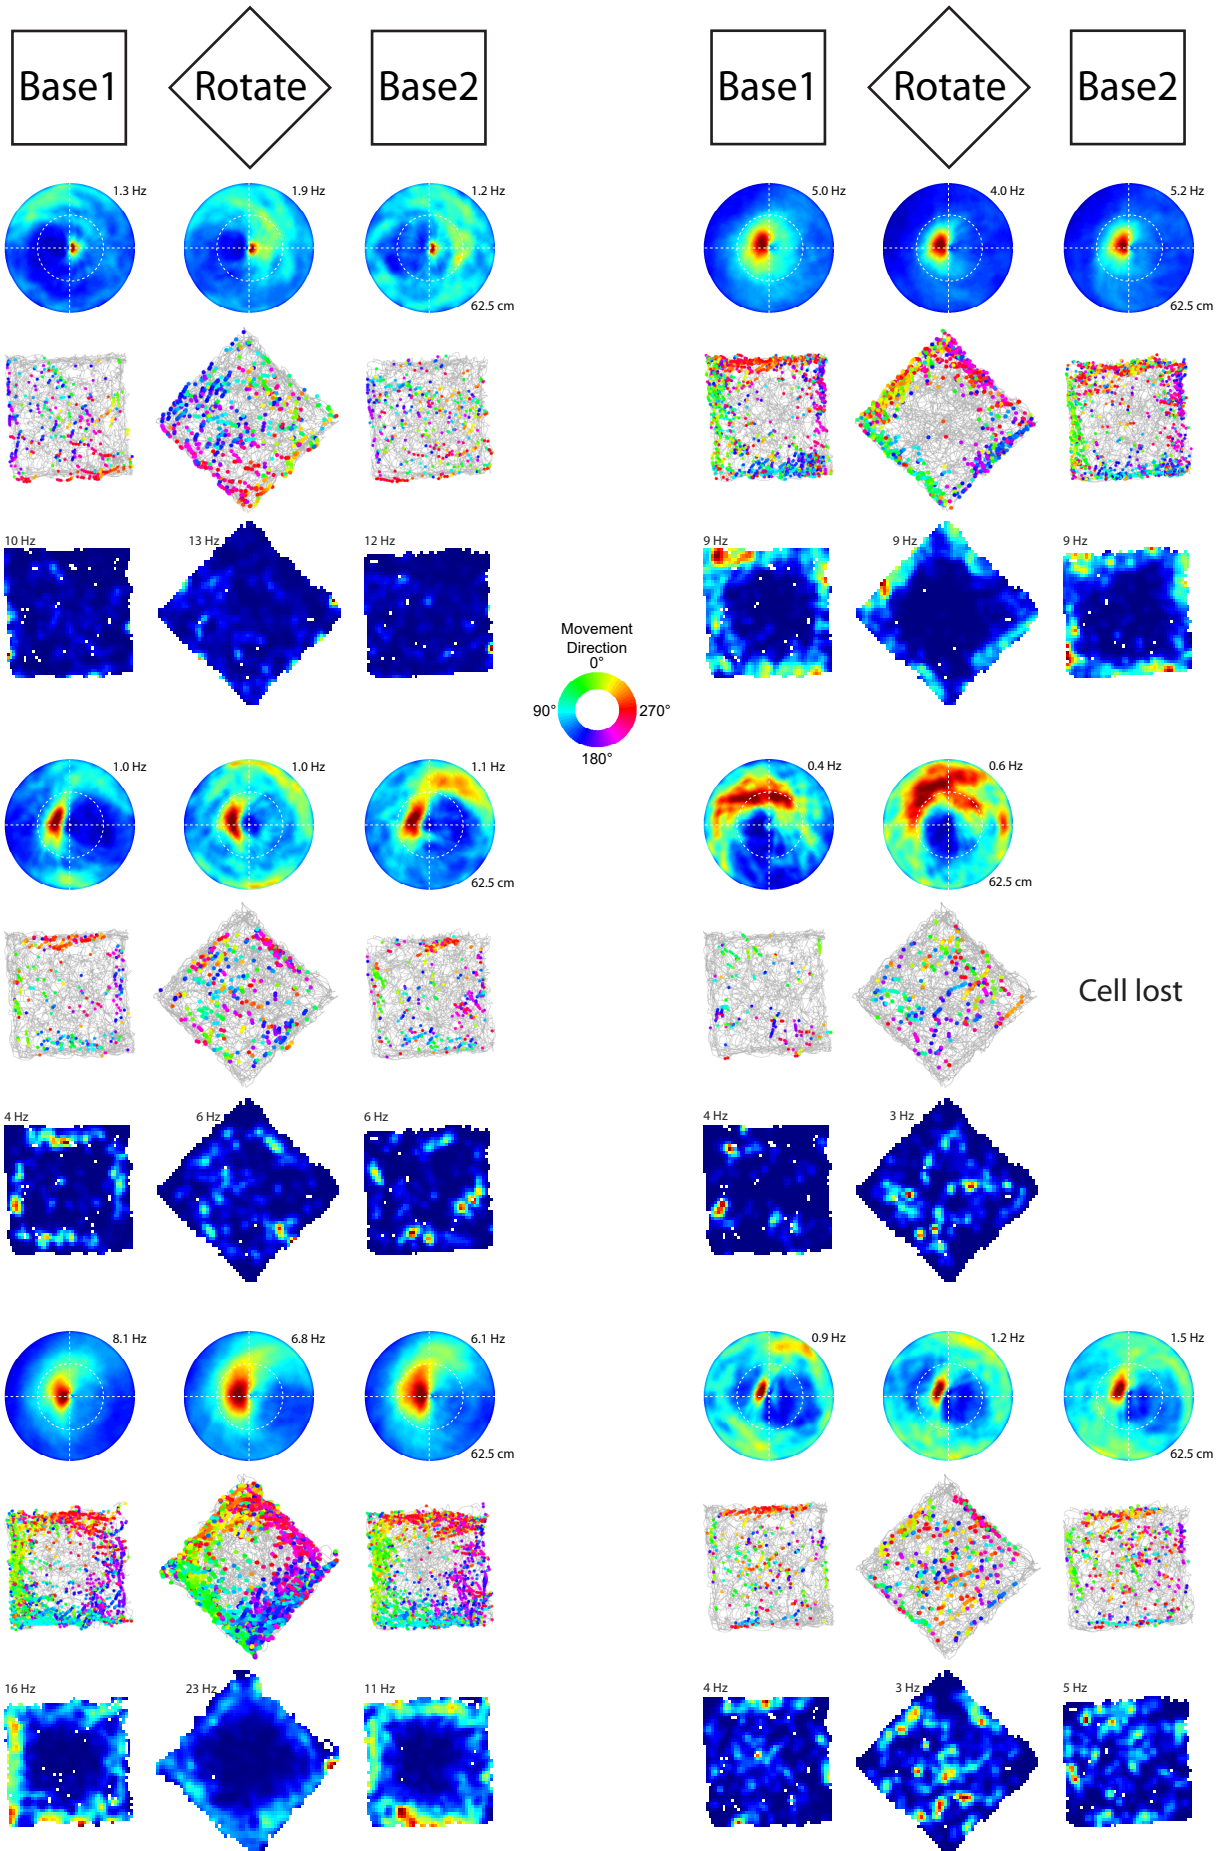 Base1 Rotate Base2 Base1 Rotate Base2
1.3 Hz 1.9 Hz 1.2 Hz 5.0 Hz 4.0 Hz 5.2 Hz
62.5 cm 62.5 cm
10 Hz 13 Hz 12 Hz 9 Hz 9 Hz 9 Hz
Movement
Direction
0°
90° 270°
180°
1.0 Hz 1.0 Hz 1.1 Hz 0.4 Hz 0.6 Hz
62.5 cm 62.5 cm
Cell lost
4 Hz 6 Hz 6 Hz 4 Hz 3 Hz
8.1 Hz 6.8 Hz 6.1 Hz 0.9 Hz 1.2 Hz 1.5 Hz
62.5 cm 62.5 cm
16 Hz 23 Hz 11 Hz 4 Hz 3 Hz 5 Hz